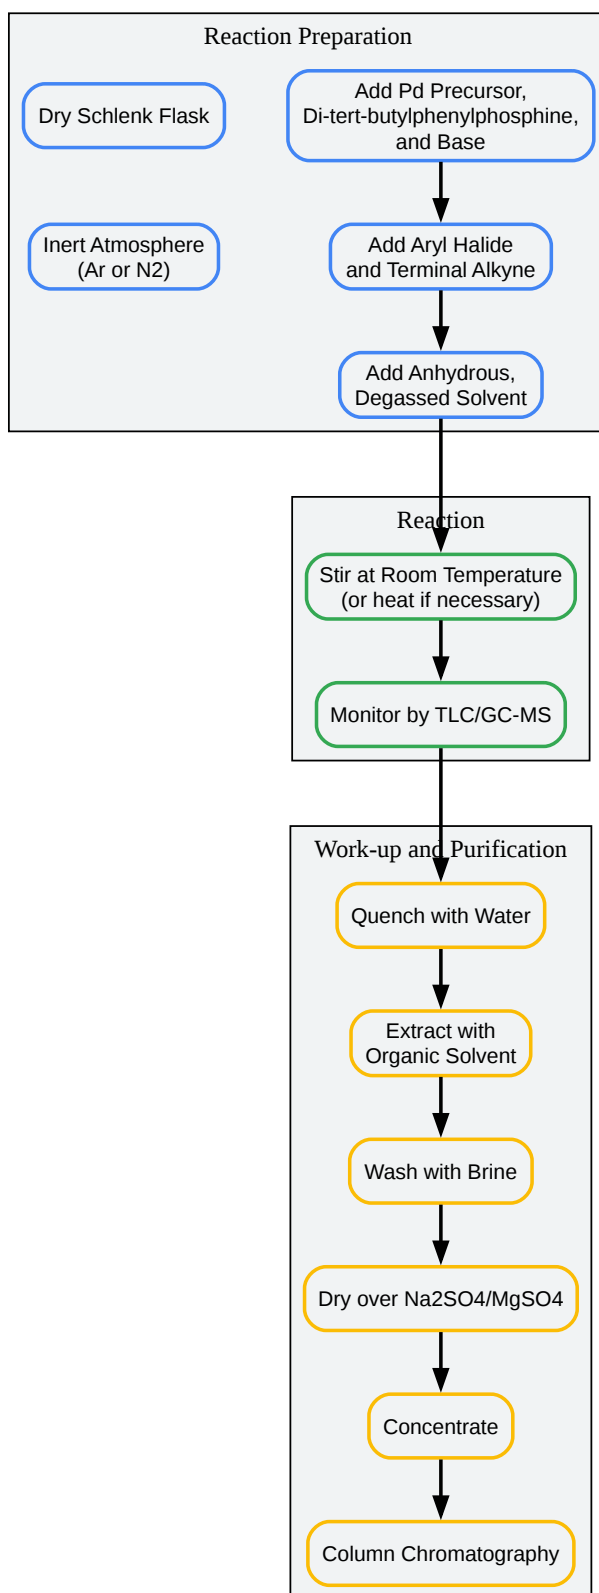 Reaction Preparation
Dry Schlenk Flask
Add Pd Precursor,
Di-tert-butylphenylphosphine,
and Base
Inert Atmosphere
(Ar or N2)
Add Aryl Halide
and Terminal Alkyne
Add Anhydrous,
Degassed Solvent
Reaction
Stir at Room Temperature
(or heat if necessary)
Monitor by TLC/GC-MS
Work-up and Purification
Quench with Water
Extract with
Organic Solvent
Wash with Brine
Dry over Na2SO4/MgSO4
Concentrate
Column Chromatography